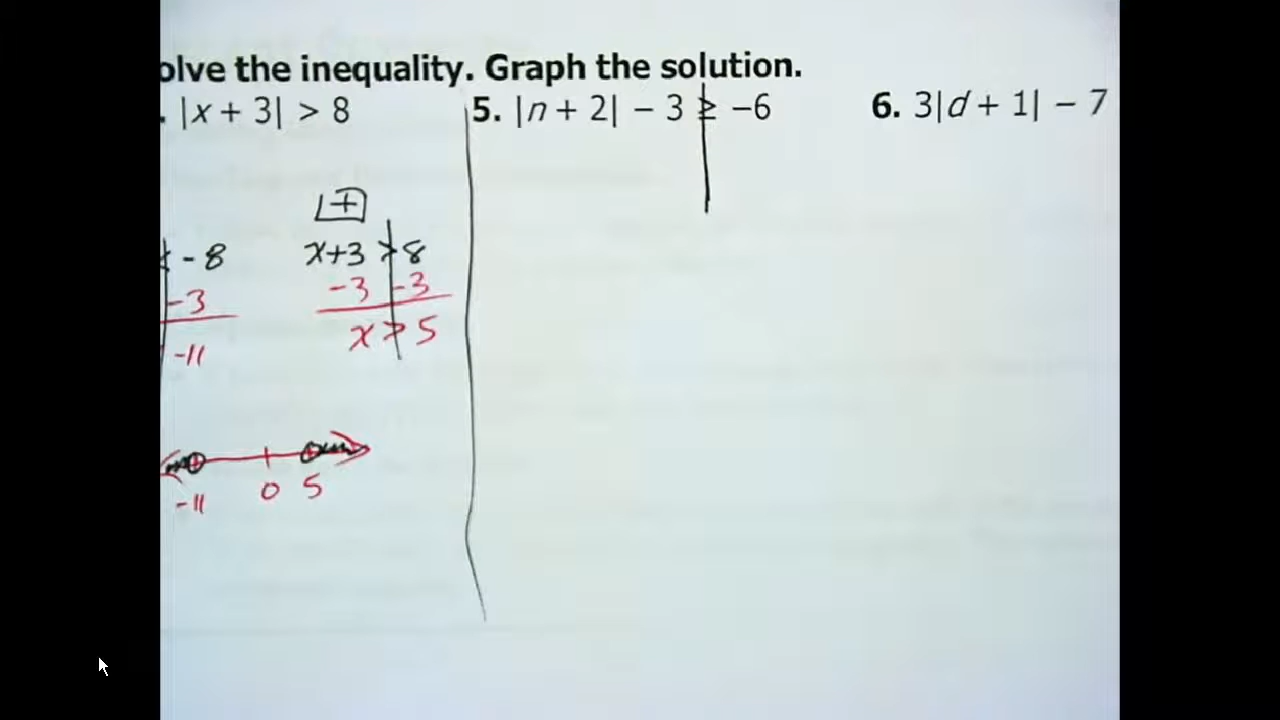 olve the inequality. Graph the solution.
. |x + 3| > 8
5. |n + 2| − 3 ≥ −6
6. 3|d + 1| − 7
+
< - 8
x+3 > 8
-3
-3 -3
-11
x > 5
-11 0 5